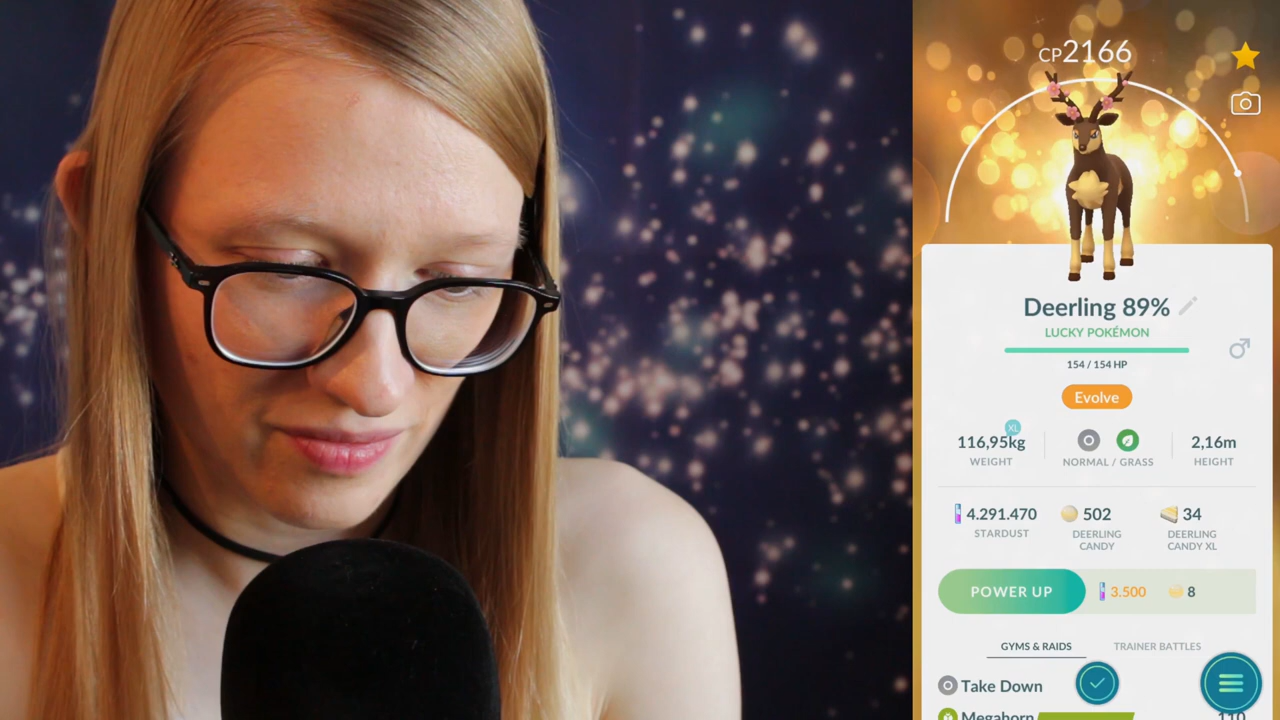 CP2166
Deerling 89%
LUCKY POKÉMON
154 / 154 HP
Evolve
XL
116,95kg
WEIGHT
NORMAL / GRASS
2,16m
HEIGHT
4.291.470
STARDUST
502
DEERLING
CANDY
34
DEERLING
CANDY XL
POWER UP
3.500
8
GYMS & RAIDS
TRAINER BATTLES
Take Down
Megahorn
110